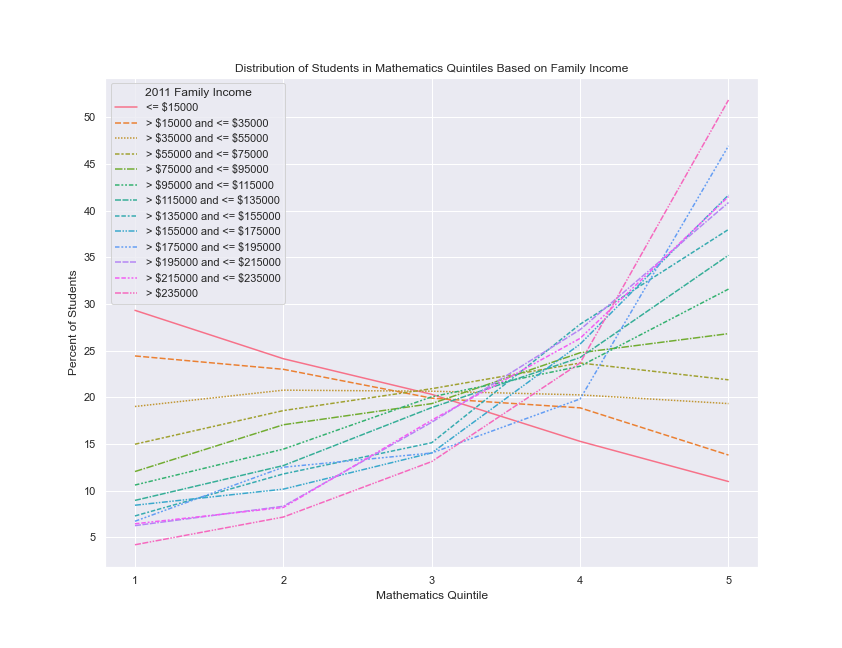 Distribution of Students in Mathematics Quintiles Based on Family Income
2011 Family Income
<= $15000
> $15000 and <= $35000
> $35000 and <= $55000
> $55000 and <= $75000
> $75000 and <= $95000
> $95000 and <= $115000
> $115000 and <= $135000
> $135000 and <= $155000
> $155000 and <= $175000
> $175000 and <= $195000
> $195000 and <= $215000
> $215000 and <= $235000
> $235000
Percent of Students
50
45
40
35
30
25
20
15
10
5
1 2 3 4 5
Mathematics Quintile